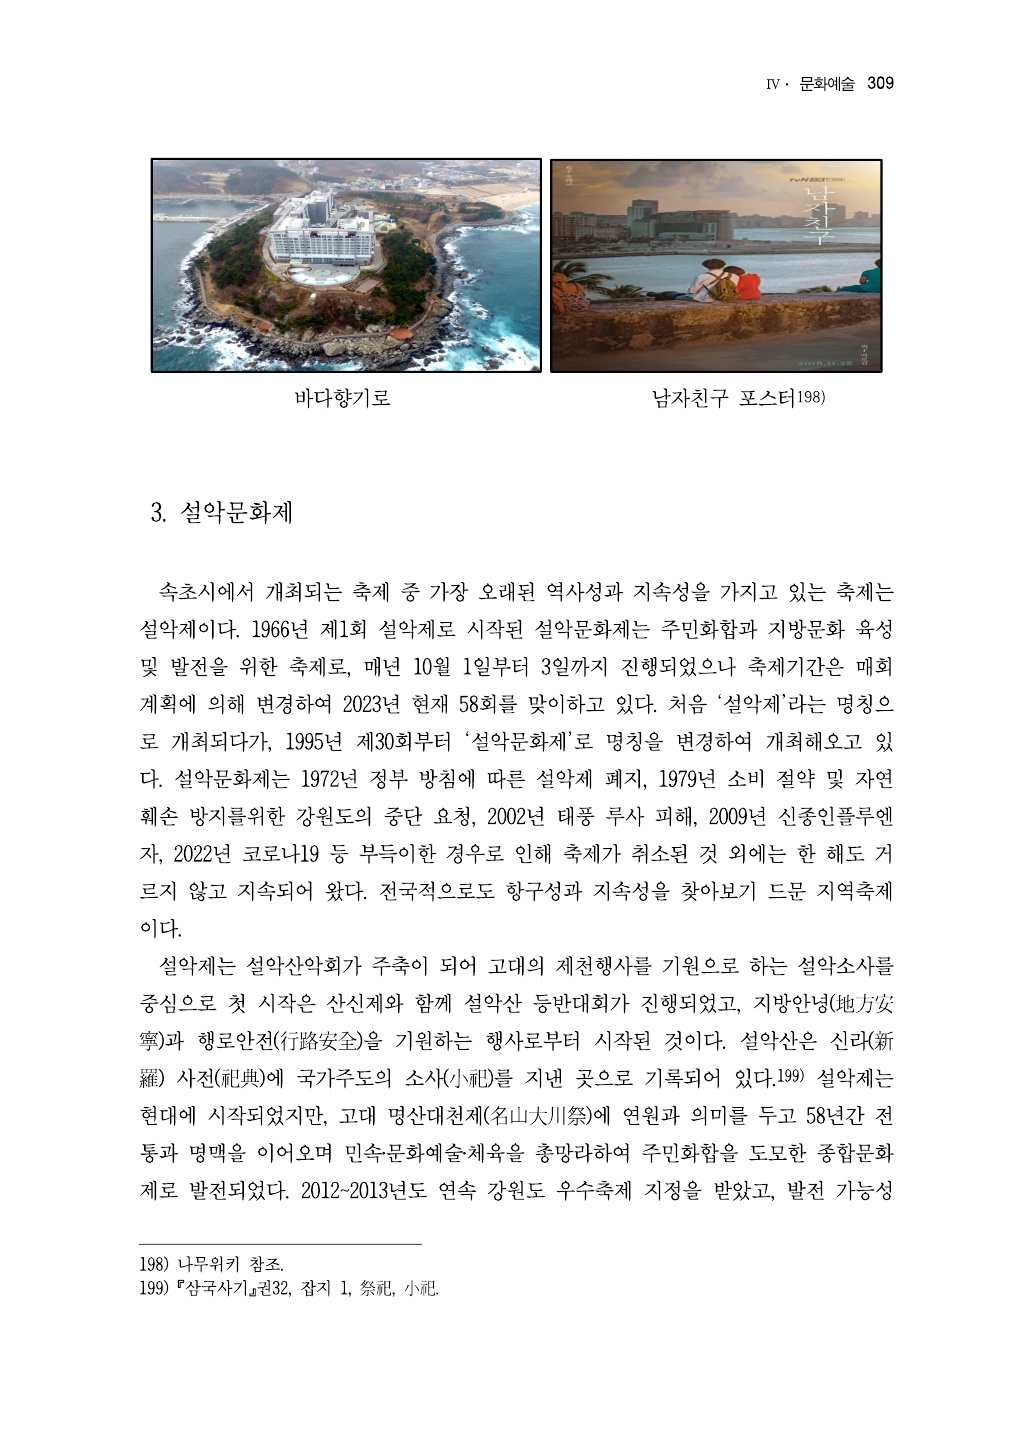 Ⅳ · 문화예술 309
남자친구
바다향기로
남자친구 포스터198)
3. 설악문화제
속초시에서 개최되는 축제 중 가장 오래된 역사성과 지속성을 가지고 있는 축제는
설악제이다. 1966년 제1회 설악제로 시작된 설악문화제는 주민화합과 지방문화 육성
및 발전을 위한 축제로, 매년 10월 1일부터 3일까지 진행되었으나 축제기간은 매회
계획에 의해 변경하여 2023년 현재 58회를 맞이하고 있다. 처음 ‘설악제’라는 명칭으
로 개최되다가, 1995년 제30회부터 ‘설악문화제’로 명칭을 변경하여 개최해오고 있
다. 설악문화제는 1972년 정부 방침에 따른 설악제 폐지, 1979년 소비 절약 및 자연
훼손 방지를위한 강원도의 중단 요청, 2002년 태풍 루사 피해, 2009년 신종인플루엔
자, 2022년 코로나19 등 부득이한 경우로 인해 축제가 취소된 것 외에는 한 해도 거
르지 않고 지속되어 왔다. 전국적으로도 항구성과 지속성을 찾아보기 드문 지역축제
이다.
설악제는 설악산악회가 주축이 되어 고대의 제천행사를 기원으로 하는 설악소사를
중심으로 첫 시작은 산신제와 함께 설악산 등반대회가 진행되었고, 지방안녕(地方安
寧)과 행로안전(行路安全)을 기원하는 행사로부터 시작된 것이다. 설악산은 신라(新
羅) 사전(祀典)에 국가주도의 소사(小祀)를 지낸 곳으로 기록되어 있다.199) 설악제는
현대에 시작되었지만, 고대 명산대천제(名山大川祭)에 연원과 의미를 두고 58년간 전
통과 명맥을 이어오며 민속·문화예술·체육을 총망라하여 주민화합을 도모한 종합문화
제로 발전되었다. 2012~2013년도 연속 강원도 우수축제 지정을 받았고, 발전 가능성
198) 나무위키 참조.
199) 『삼국사기』권32, 잡지 1, 祭祀, 小祀.